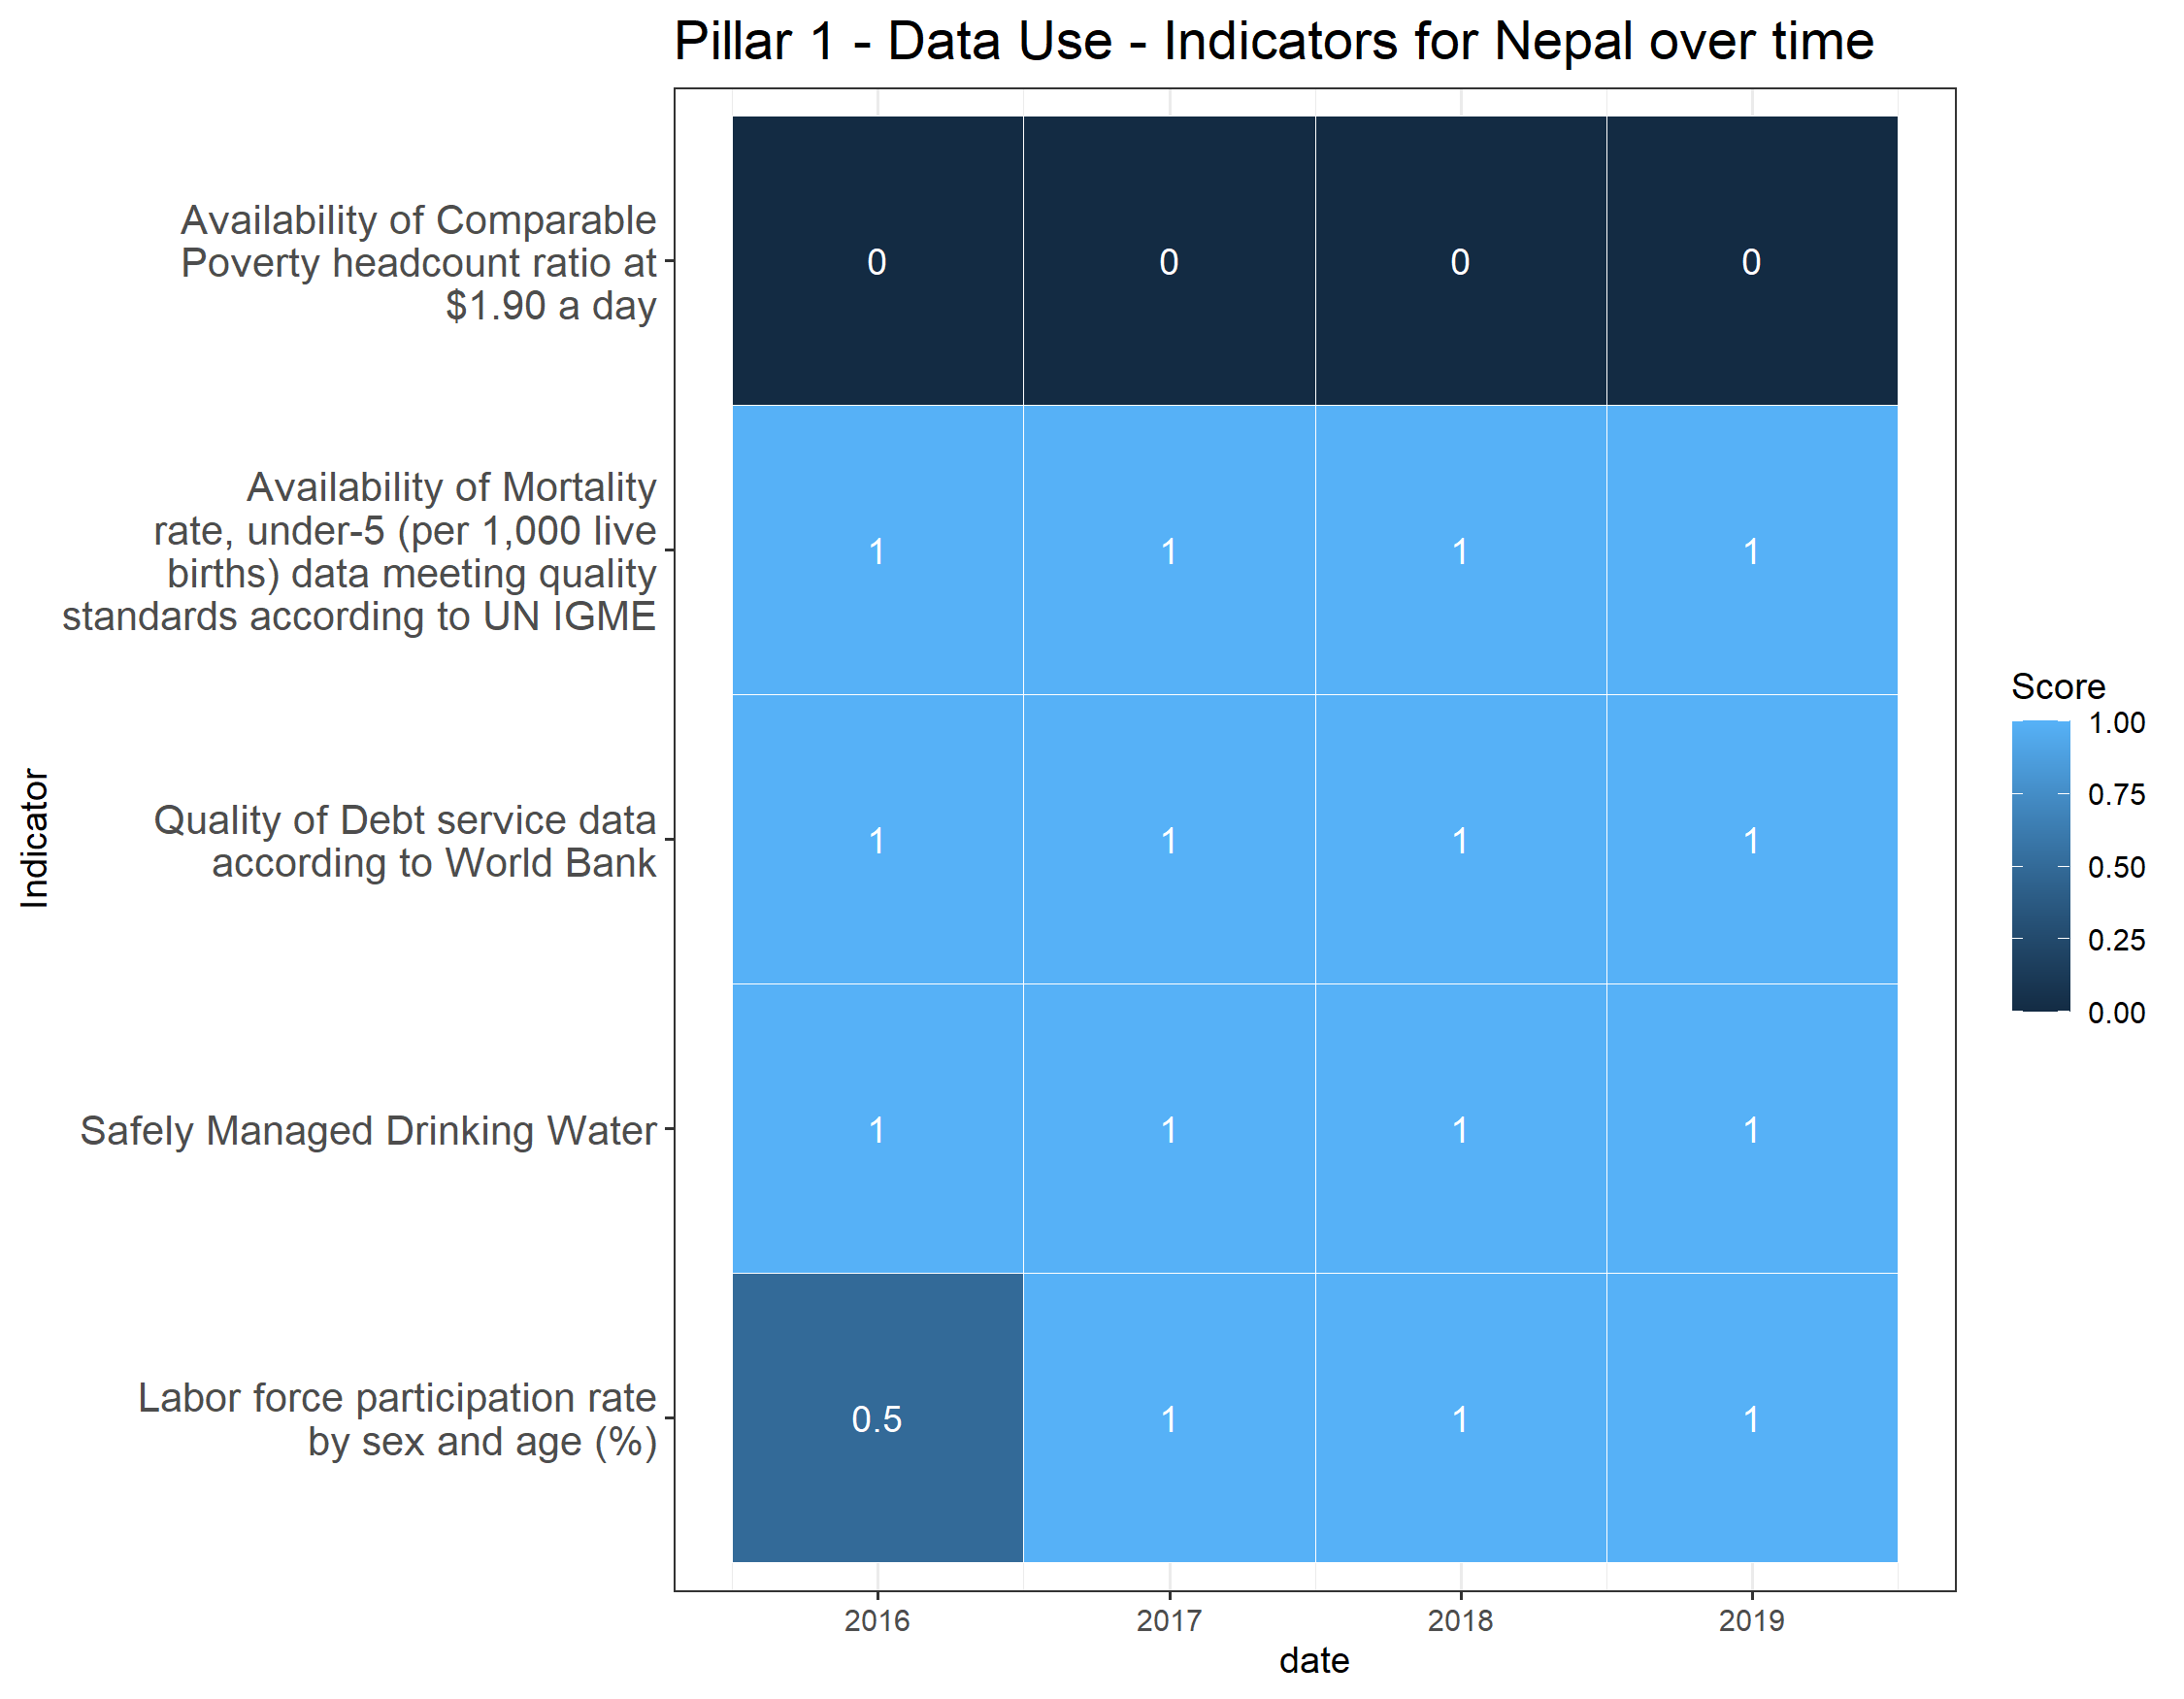 Pillar 1 - Data Use - Indicators for Nepal over time
Availability of Comparable
Poverty headcount ratio at
$1.90 a day
0 0 0 0
Availability of Mortality
rate, under-5 (per 1,000 live
births) data meeting quality
standards according to UN IGME
1 1 1 1
Quality of Debt service data
according to World Bank
1 1 1 1
Safely Managed Drinking Water
1 1 1 1
Labor force participation rate
by sex and age (%)
0.5 1 1 1
Indicator
2016 2017 2018 2019
date
Score
1.00
0.75
0.50
0.25
0.00